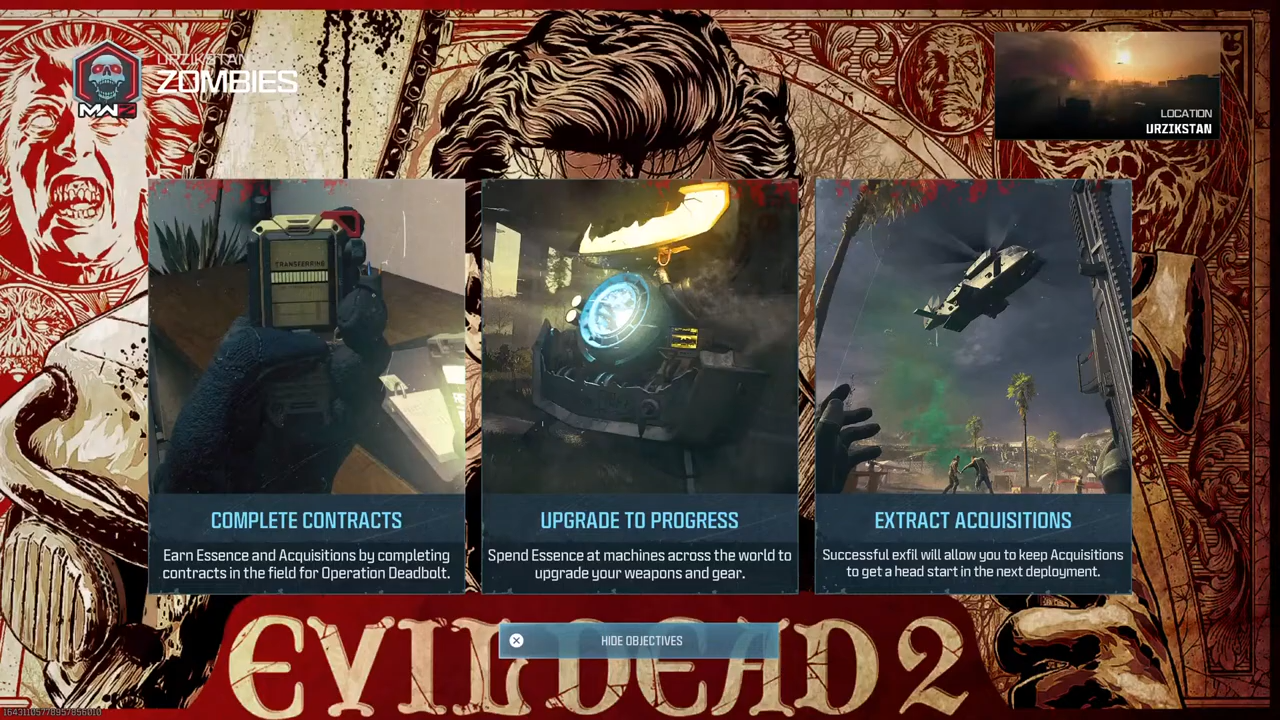 URZIKSTAN
ZOMBIES
MWZ
LOCATION
URZIKSTAN
TRANSFERRING
COMPLETE CONTRACTS
Earn Essence and Acquisitions by completing
contracts in the field for Operation Deadbolt.
UPGRADE TO PROGRESS
Spend Essence at machines across the world to
upgrade your weapons and gear.
EXTRACT ACQUISITIONS
Successful exfil will allow you to keep Acquisitions
to get a head start in the next deployment.
HIDE OBJECTIVES
EVIL DEAD 2